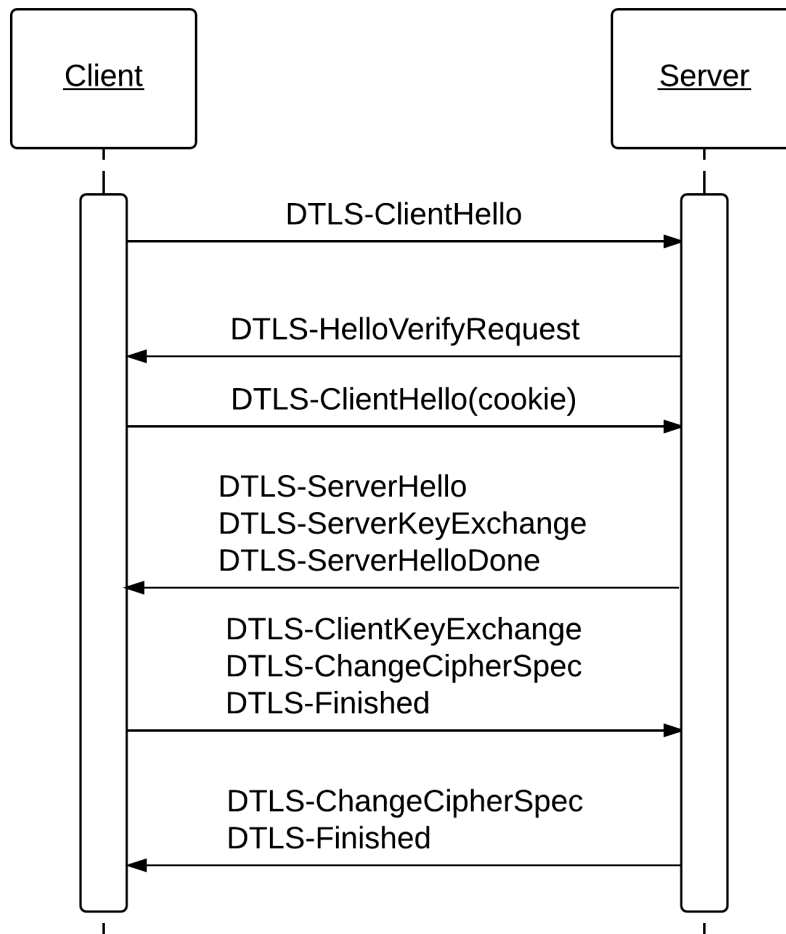 Client
Server
DTLS-ClientHello
DTLS-HelloVerifyRequest
DTLS-ClientHello(cookie)
DTLS-ServerHello
DTLS-ServerKeyExchange
DTLS-ServerHelloDone
DTLS-ClientKeyExchange
DTLS-ChangeCipherSpec
DTLS-Finished
DTLS-ChangeCipherSpec
DTLS-Finished